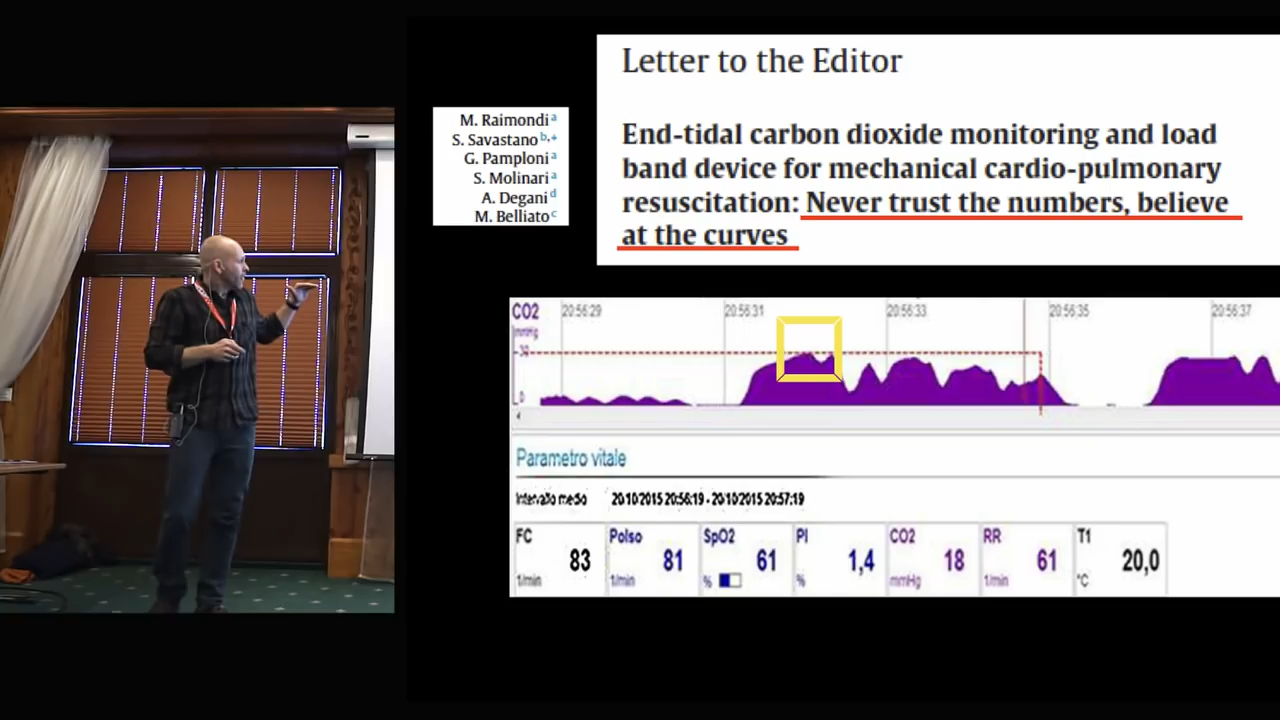 Letter to the Editor
M. Raimondi a
S. Savastano b,*
G. Pamploni a
S. Molinari a
A. Degani d
M. Belliato c
End-tidal carbon dioxide monitoring and load
band device for mechanical cardio-pulmonary
resuscitation: Never trust the numbers, believe
at the curves
CO2 20:56:29 20:56:31 20:56:33 20:56:35 20:56:37
mmHg
30
0
Parametro vitale
Intervallo medio 20/10/2015 20:56:19 - 20/10/2015 20:57:19
FC Polso SpO2 PI CO2 RR T1
83 81 61 1,4 18 61 20,0
1/min 1/min % % mmHg 1/min °C